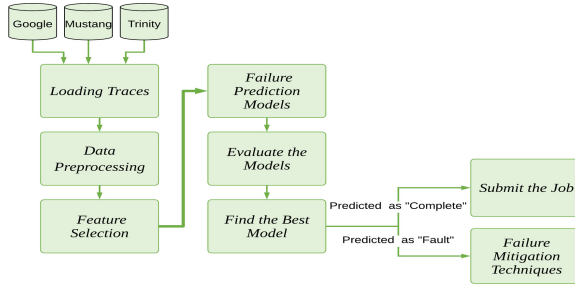 Google Mustang Trinity
Loading Traces
Data
Preprocessing
Feature
Selection
Failure
Prediction
Models
Evaluate the
Models
Find the Best
Model
Predicted as "Complete"
Predicted as "Fault"
Submit the Job
Failure
Mitigation
Techniques